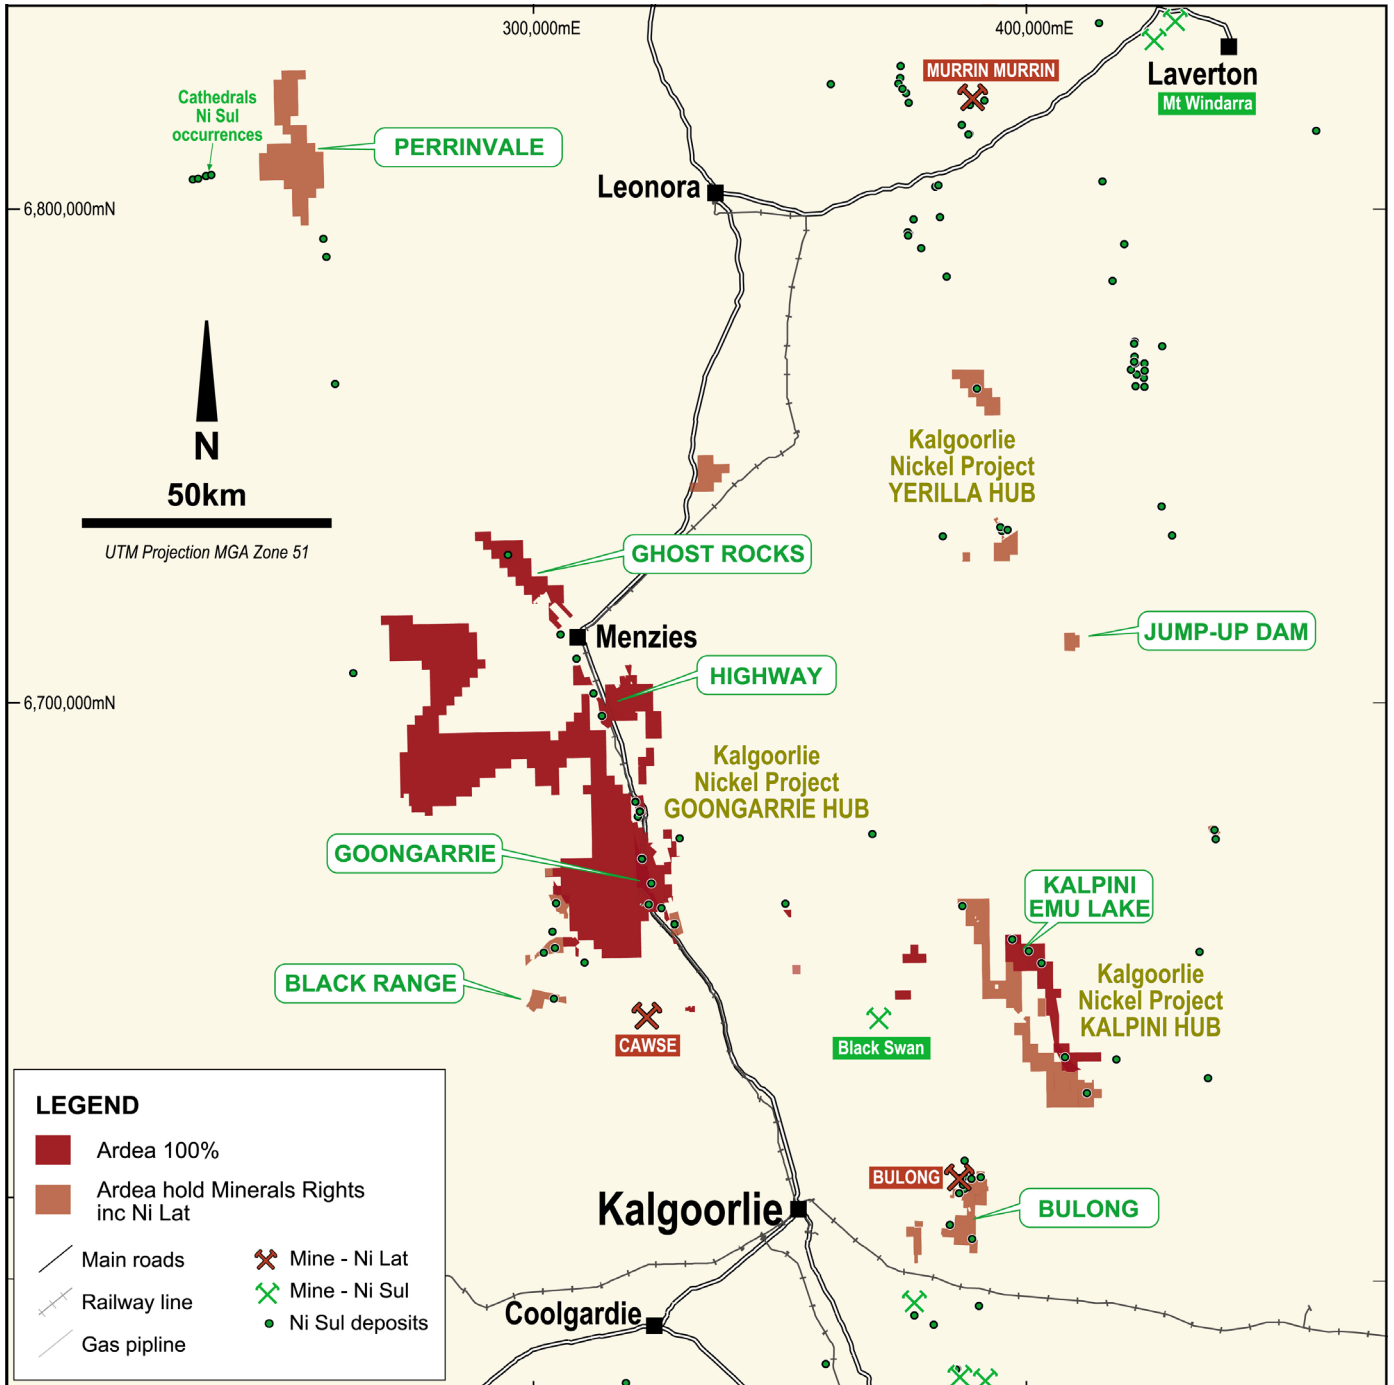 300,000mE
400,000mE
MURRIN MURRIN
Laverton
Mt Windarra
Cathedrals
Ni Sul
occurrences
PERRINVALE
Leonora
6,800,000mN
N
50km
UTM Projection MGA Zone 51
Kalgoorlie
Nickel Project
YERILLA HUB
GHOST ROCKS
Menzies
JUMP-UP DAM
HIGHWAY
6,700,000mN
Kalgoorlie
Nickel Project
GOONGARRIE HUB
GOONGARRIE
KALPINI
EMU LAKE
BLACK RANGE
Kalgoorlie
Nickel Project
KALPINI HUB
CAWSE
Black Swan
BULONG
BULONG
Kalgoorlie
Coolgardie
LEGEND
Ardea 100%
Ardea hold Minerals Rights
inc Ni Lat
Main roads
Railway line
Gas pipline
Mine - Ni Lat
Mine - Ni Sul
Ni Sul deposits